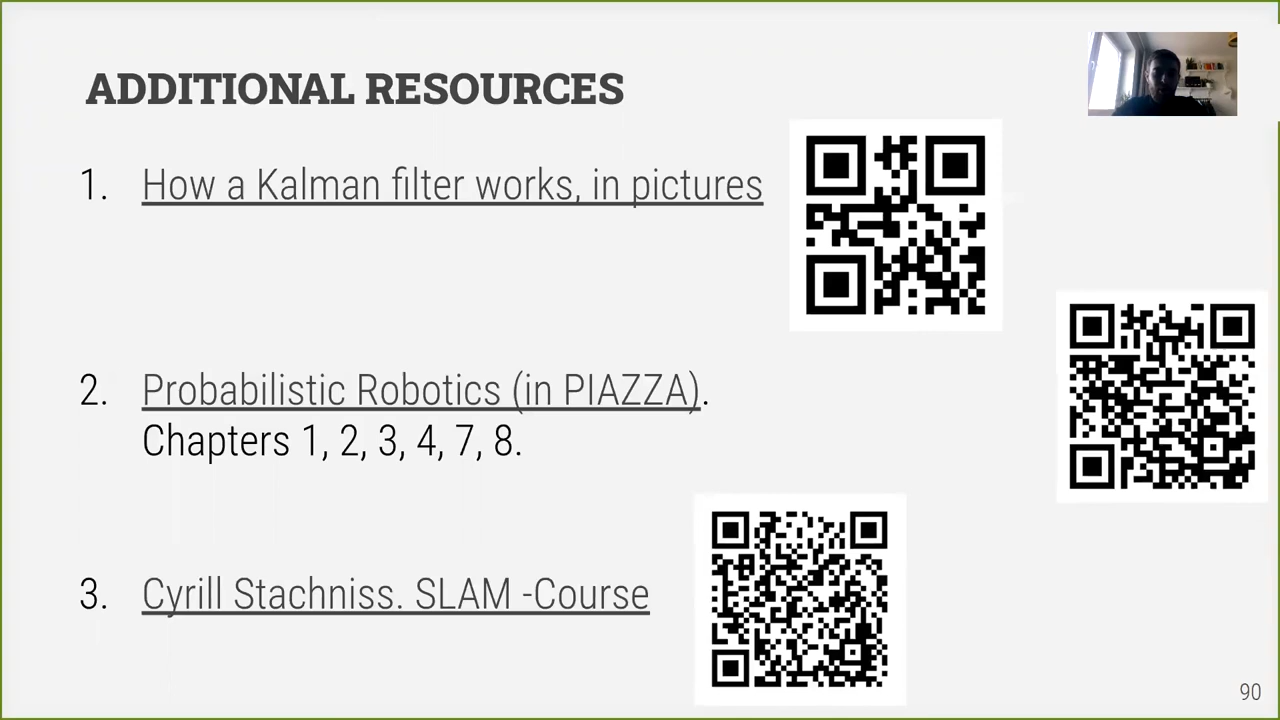 ADDITIONAL RESOURCES
1. How a Kalman filter works, in pictures
2. Probabilistic Robotics (in PIAZZA).
Chapters 1, 2, 3, 4, 7, 8.
3. Cyrill Stachniss. SLAM -Course
90